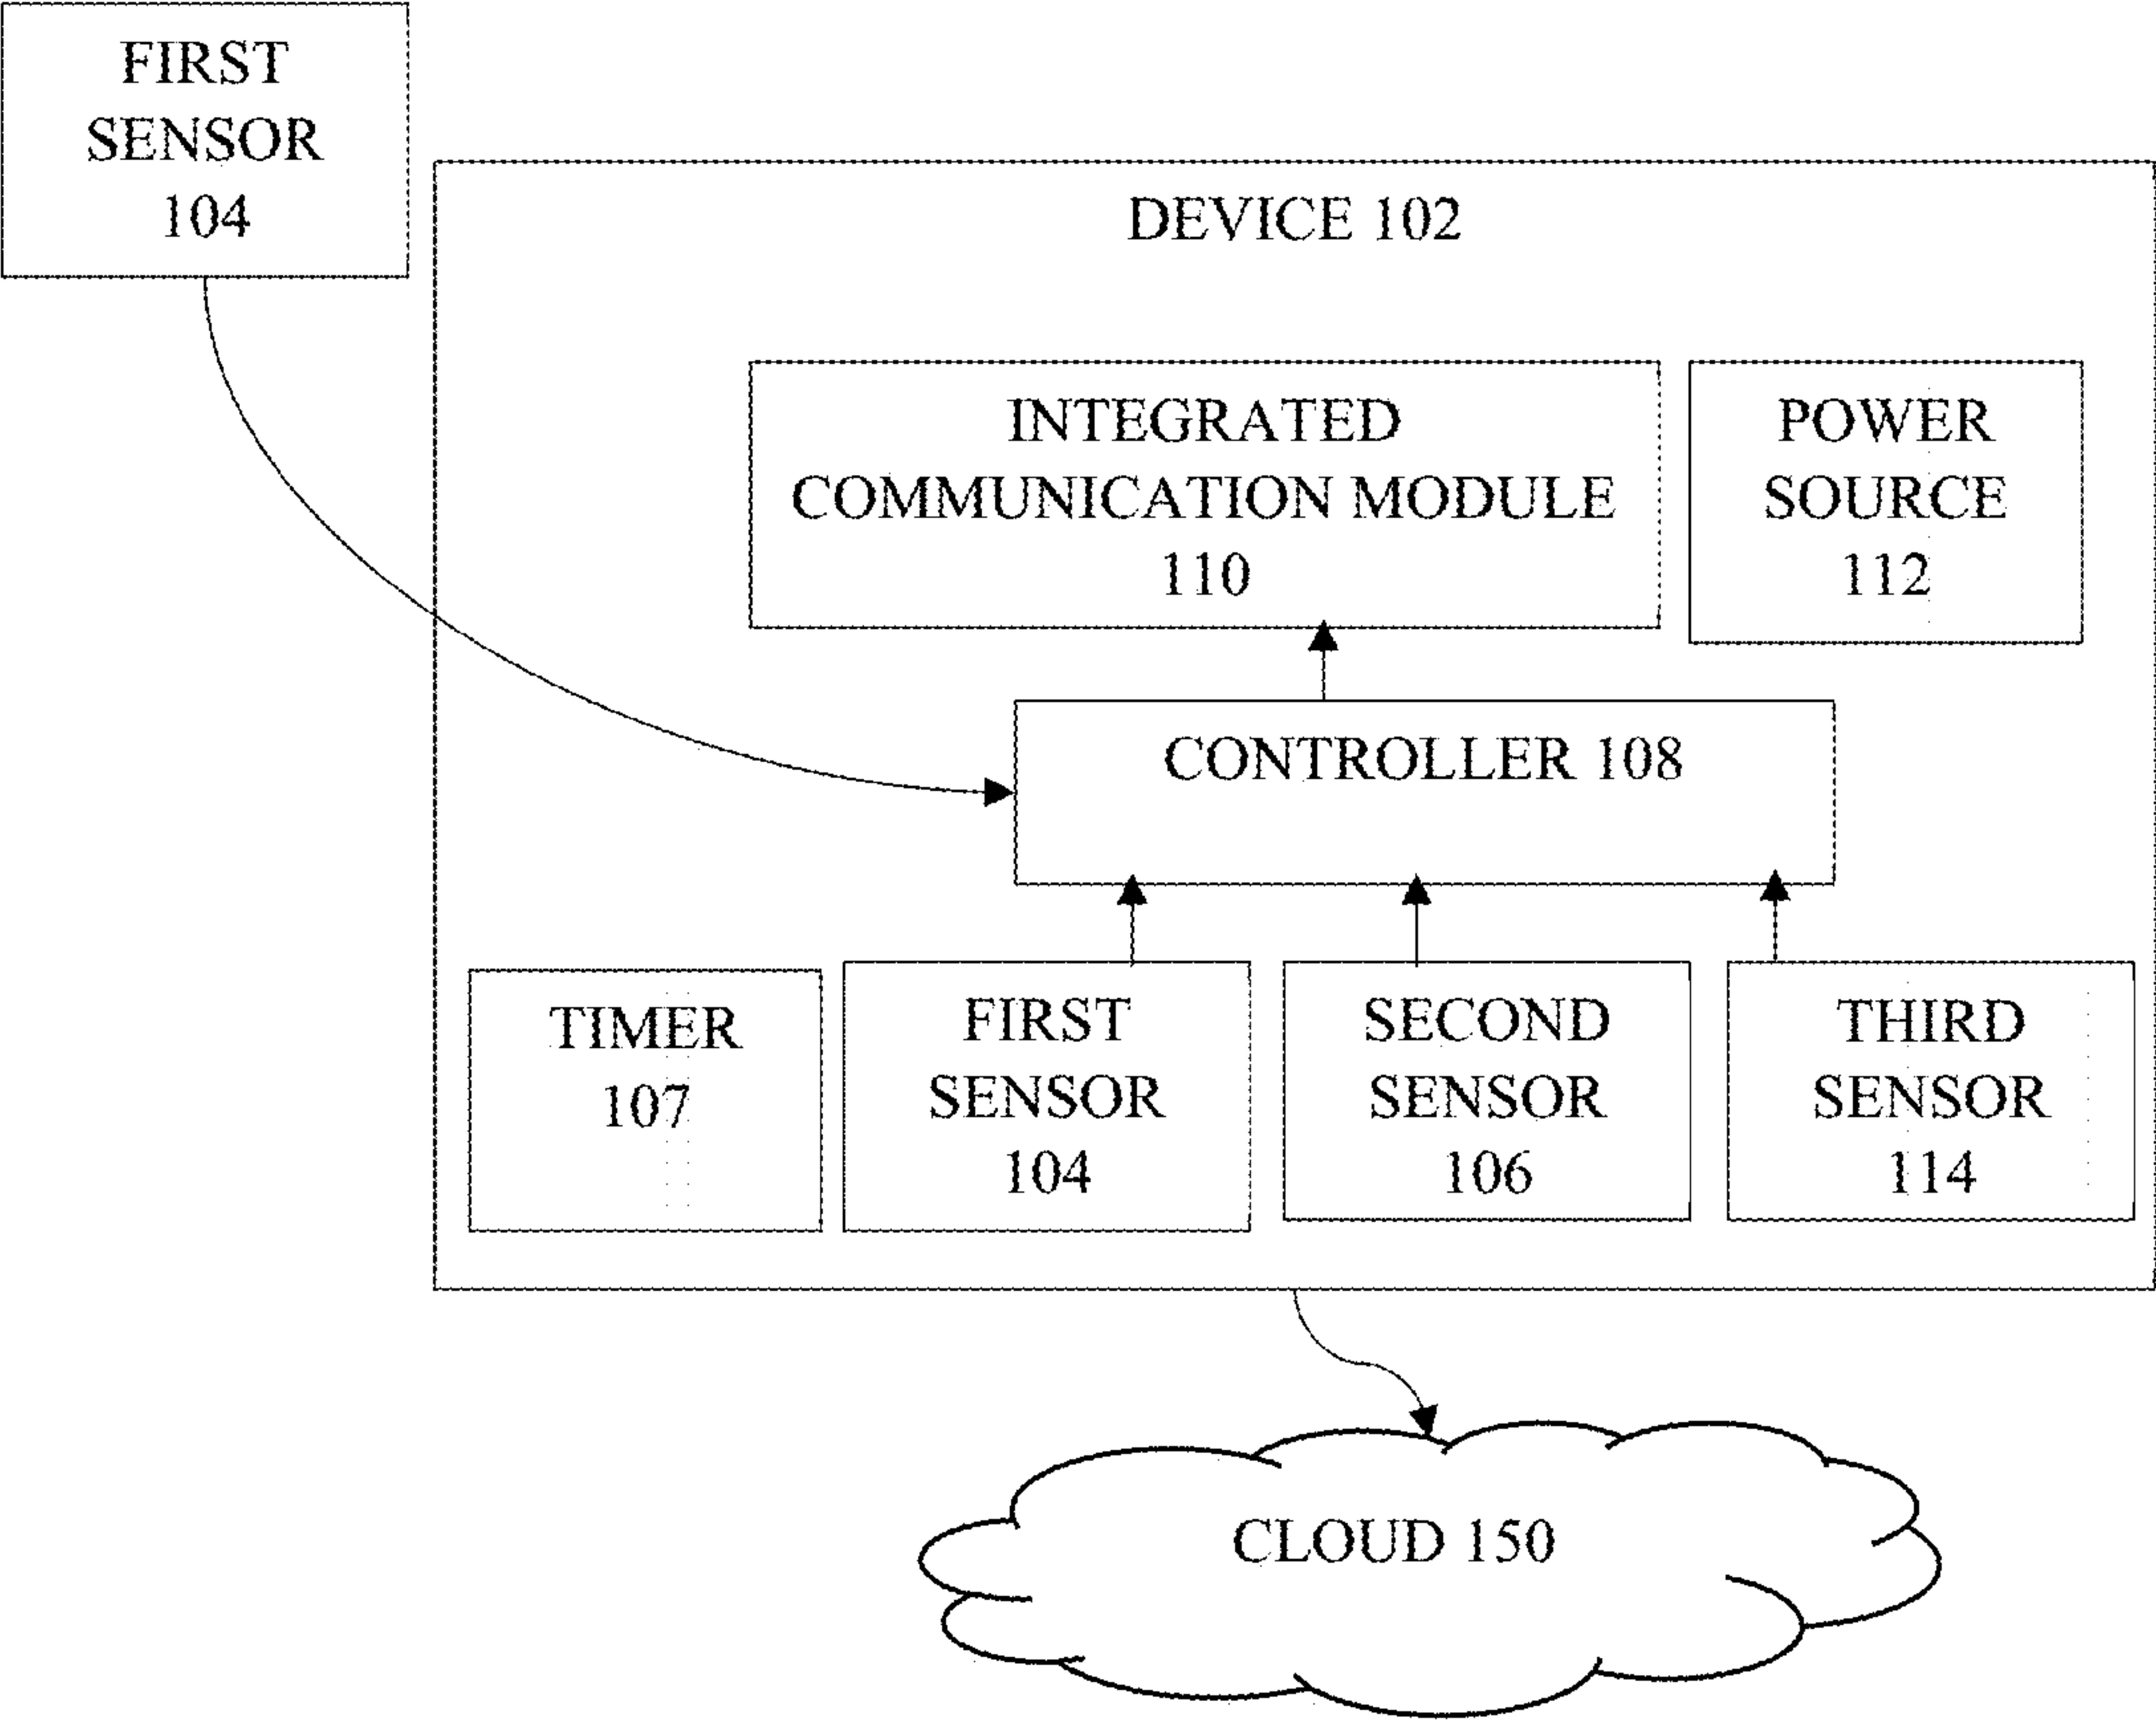 FIRST
SENSOR
104
DEVICE 102
INTEGRATED
COMMUNICATION MODULE
110
POWER
SOURCE
112
CONTROLLER 108
TIMER
107
FIRST
SENSOR
104
SECOND
SENSOR
106
THIRD
SENSOR
114
CLOUD 150